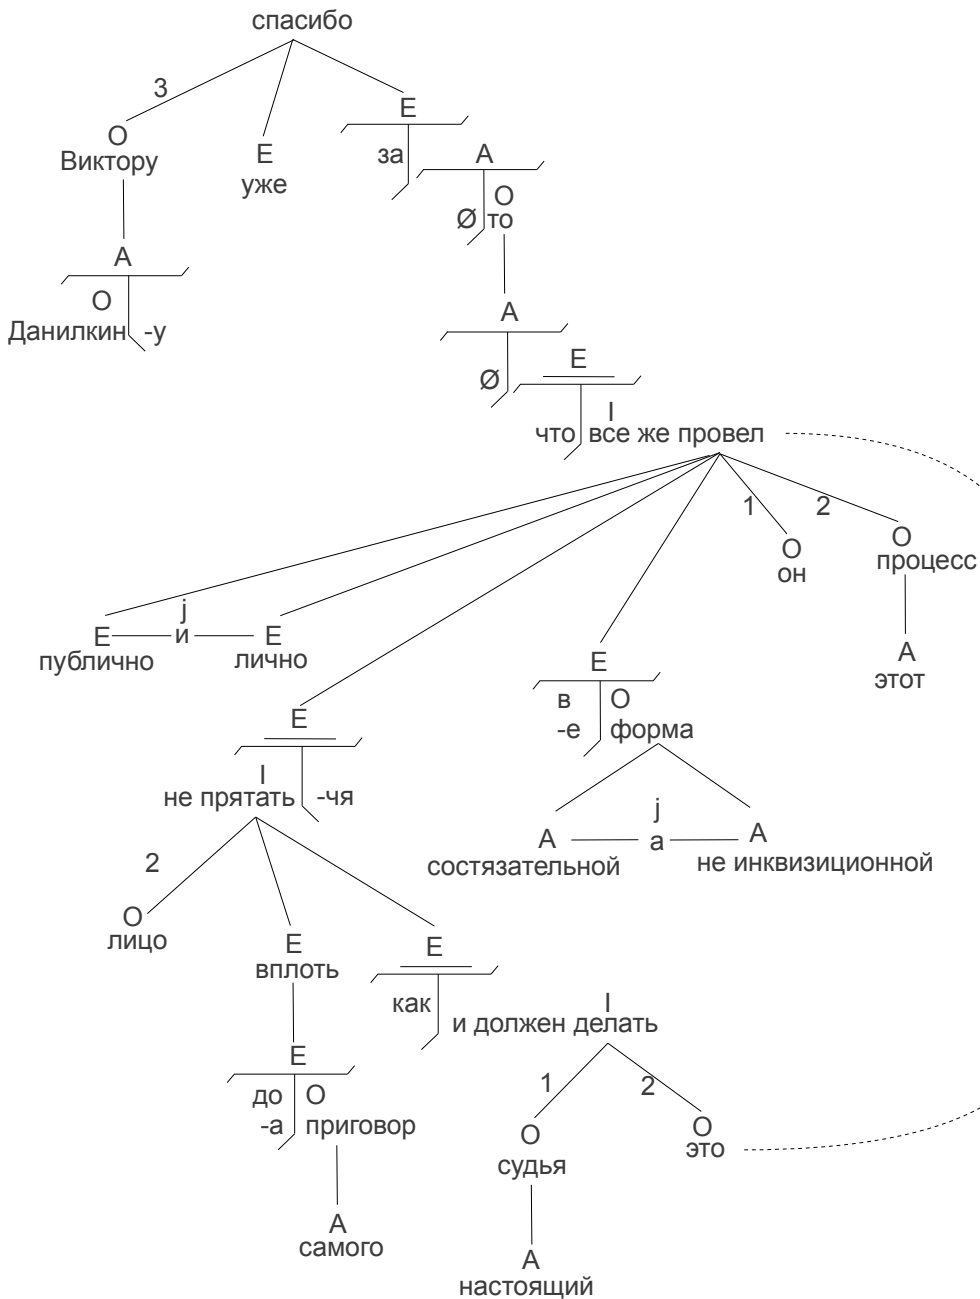 спасибо
3
O
Виктору
E
уже
E
за
A
Ø
O
то
A
O
Данилкин -у
A
Ø
E
что
I
все же провел
1
2
O
он
O
процесс
A
этот
E
публично
j
и
E
лично
E
I
не прятать -чя
E
в
-е
O
форма
A
состязательной
j
а
A
не инквизиционной
2
O
лицо
E
вплоть
E
как
I
и должен делать
E
до
-а
O
приговор
1
2
O
судья
O
это
A
самого
A
настоящий